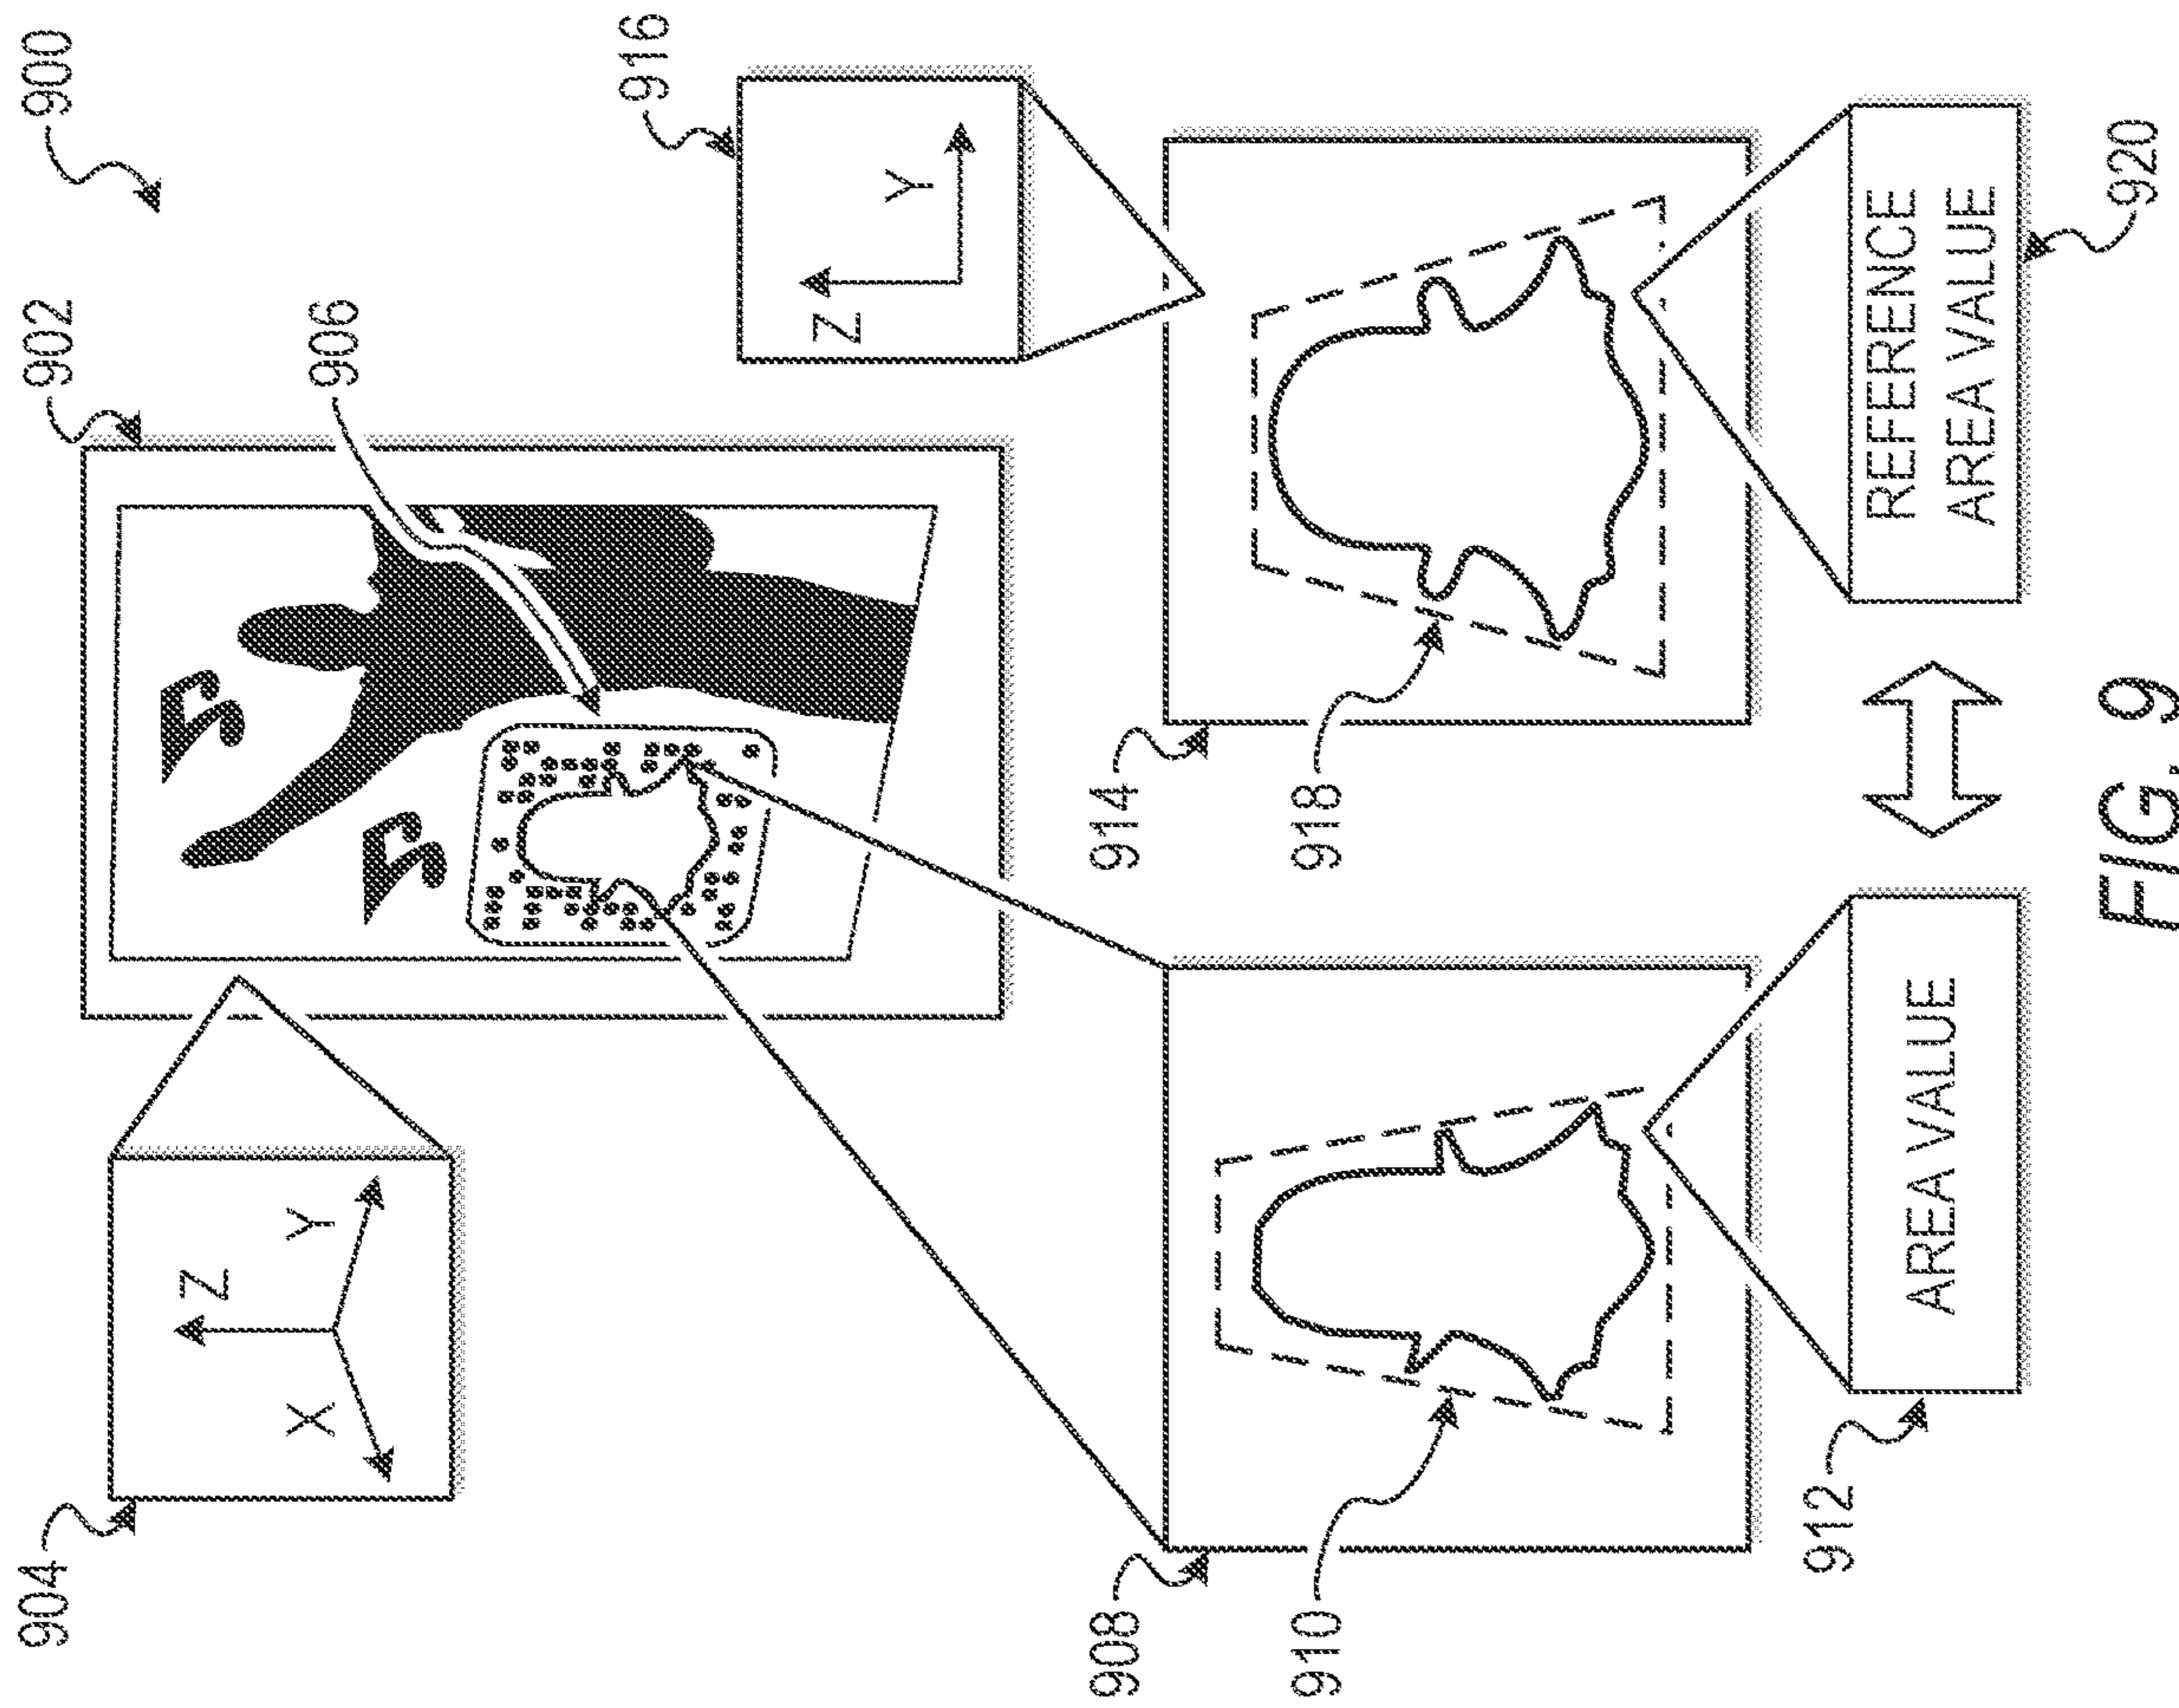 900
902
904
Z
X
Y
906
916
Z
Y
908
910
914
918
912
AREA VALUE
REFERENCE
AREA VALUE
920
FIG. 9